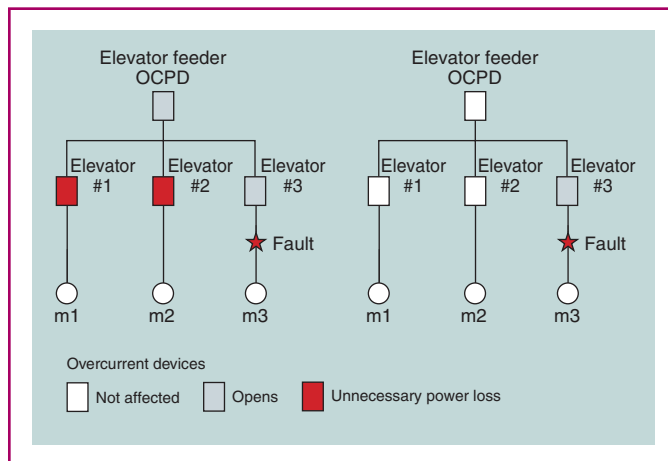 Elevator feeder
OCPD
Elevator
#1
Elevator
#2
Elevator
#3
Fault
m1
m2
m3
Elevator feeder
OCPD
Elevator
#1
Elevator
#2
Elevator
#3
Fault
m1
m2
m3
Overcurrent devices
Not affected
Opens
Unnecessary power loss